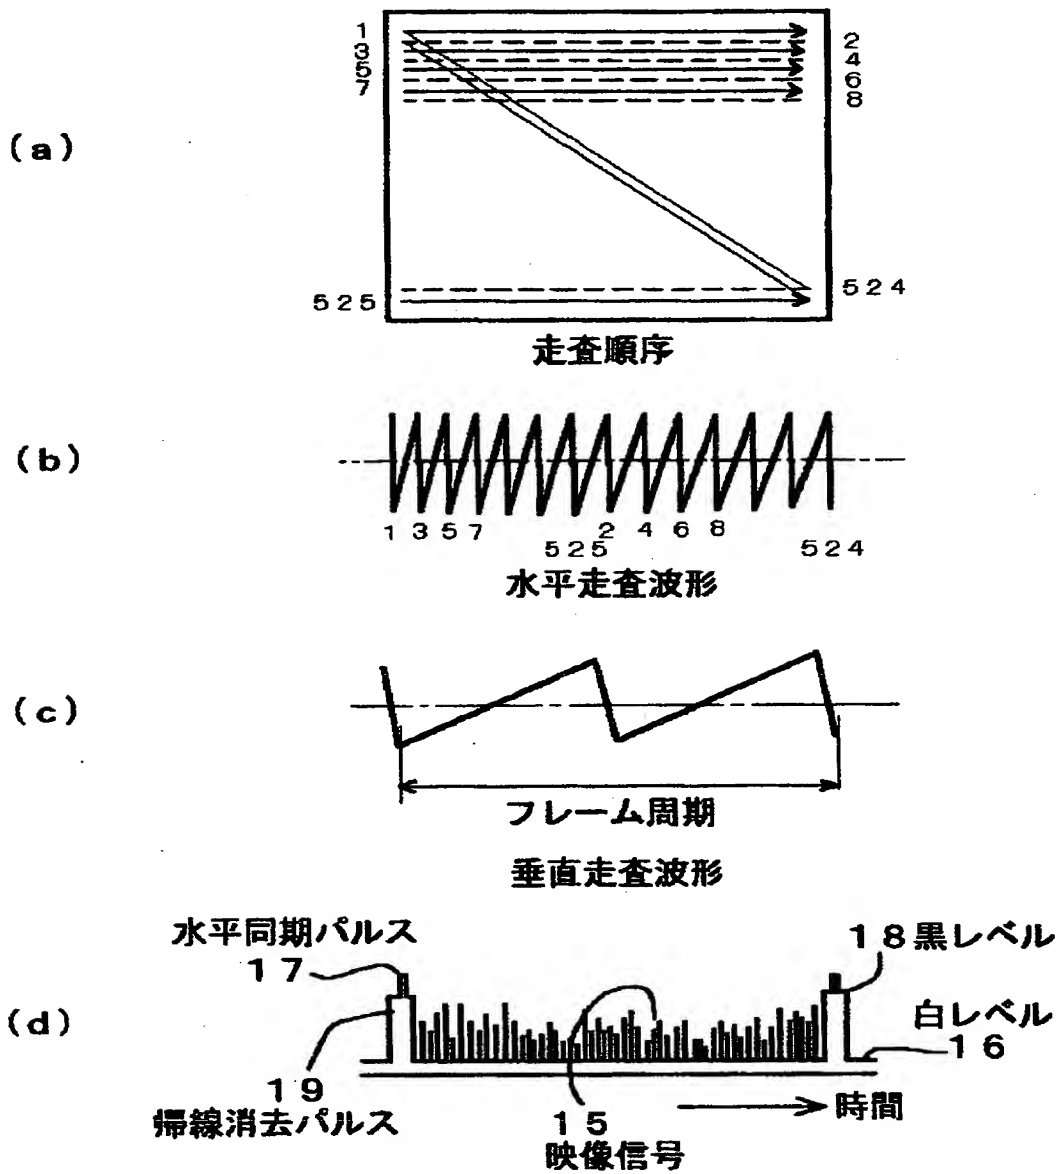 (a)
1
2
3
4
5
6
7
8
525
524
走査順序
(b)
1 3 5 7 2 4 6 8
525 524
水平走査波形
(c)
フレーム周期
垂直走査波形
(d)
水平同期パルス
17
18黒レベル
白レベル
16
19
帰線消去パルス
15
映像信号
時間